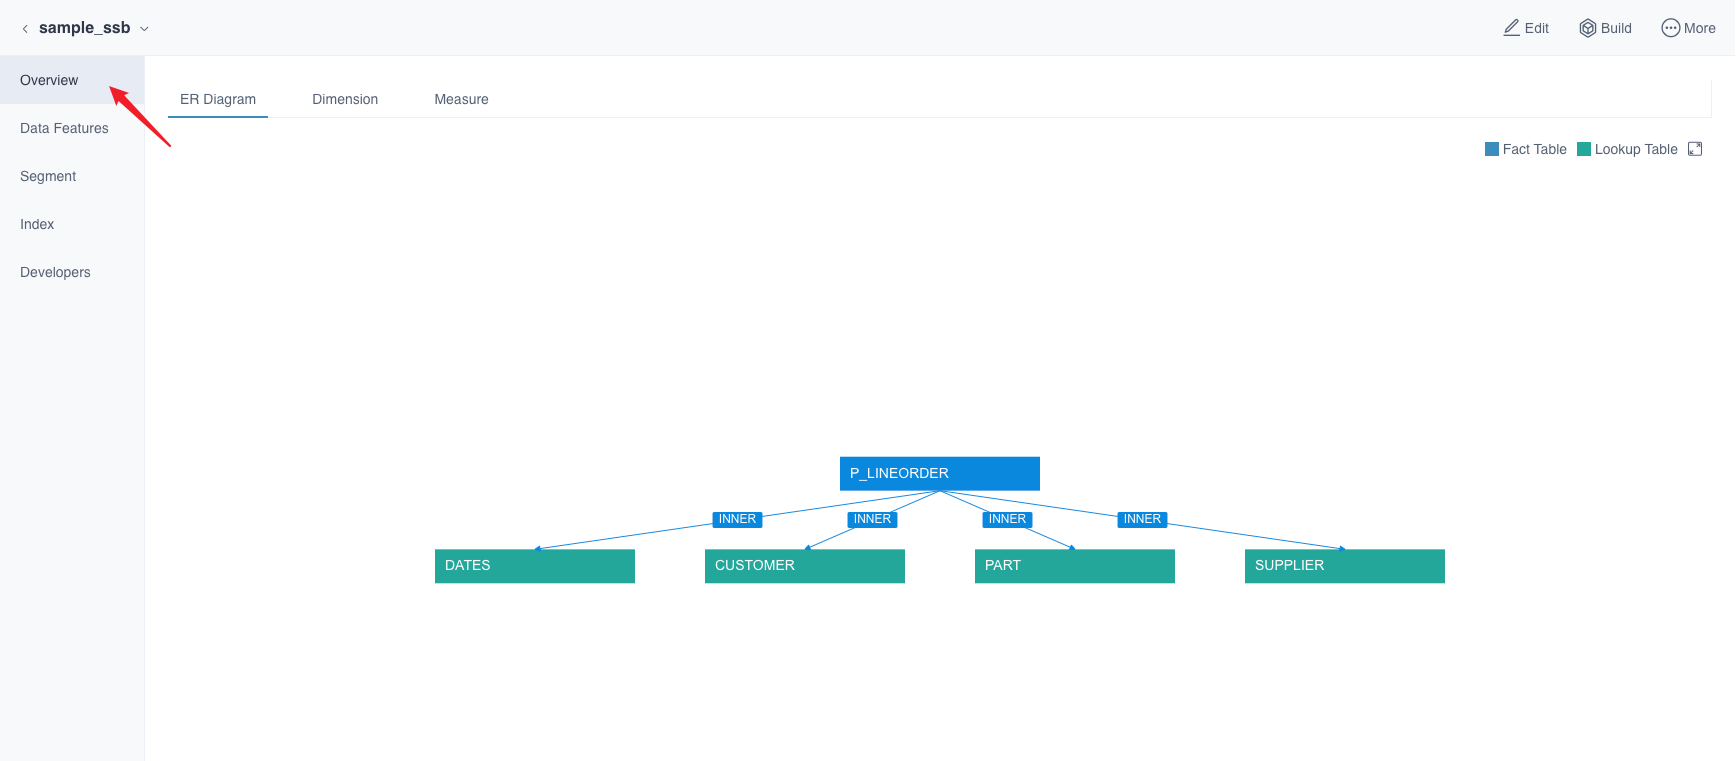 sample_ssb
Edit Build More
Overview
Data Features
Segment
Index
Developers
ER Diagram Dimension Measure
Fact Table Lookup Table
P_LINEORDER
INNER INNER INNER INNER
DATES CUSTOMER PART SUPPLIER